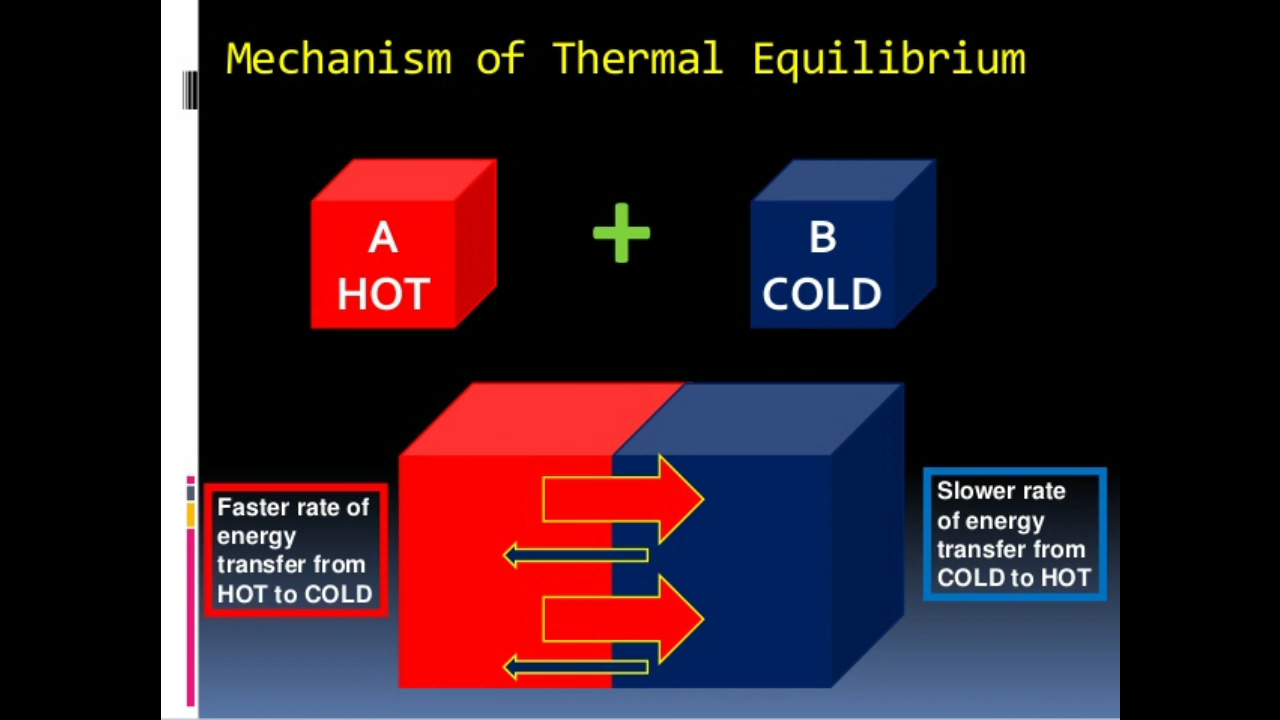 Mechanism of Thermal Equilibrium
A
HOT
+
B
COLD
Faster rate of
energy
transfer from
HOT to COLD
Slower rate
of energy
transfer from
COLD to HOT